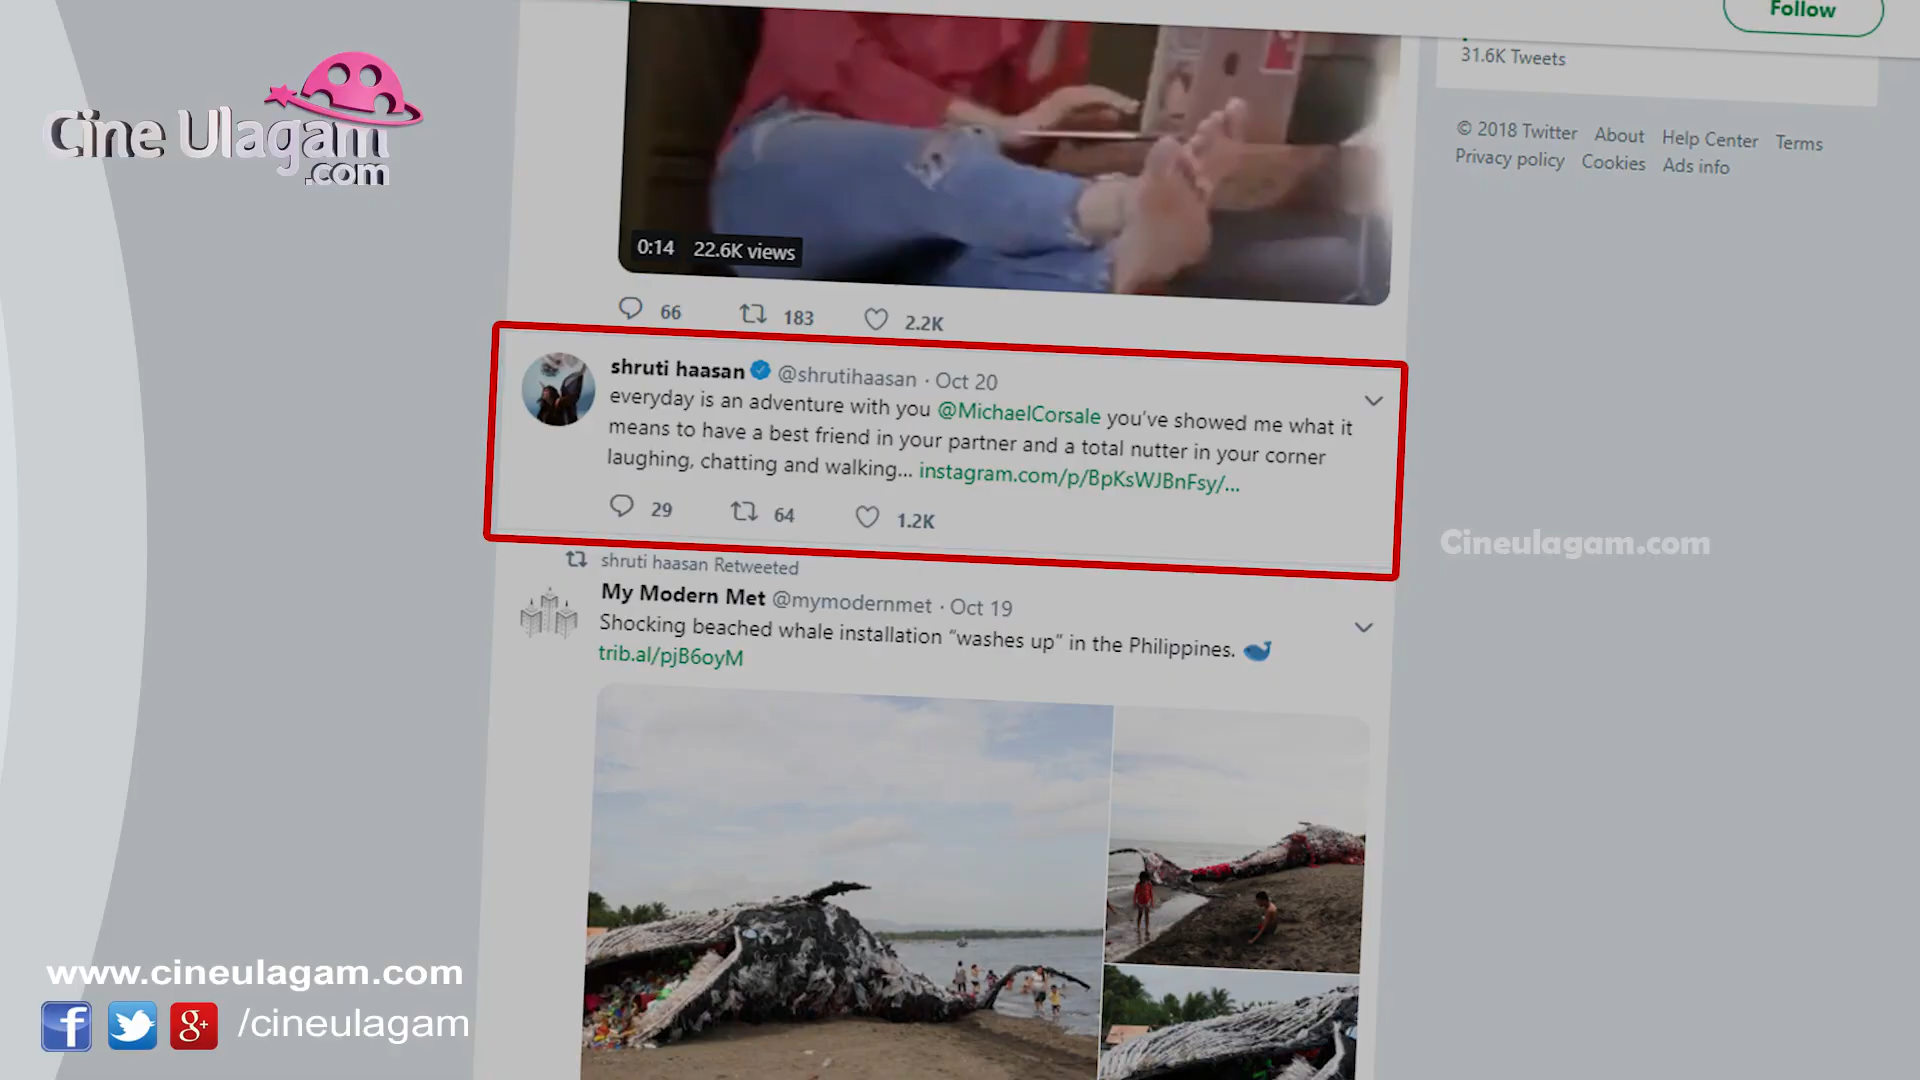 Cine Ulagam
.com
Follow
31.6K Tweets
© 2018 Twitter About Help Center Terms
Privacy policy Cookies Ads info
0:14 22.6K views
66 183 2.2K
shruti haasan @shrutihaasan · Oct 20
everyday is an adventure with you @MichaelCorsale you've showed me what it
means to have a best friend in your partner and a total nutter in your corner
laughing, chatting and walking... instagram.com/p/BpKsWJBnFsy/...
29 64 1.2K
Cineulagam.com
shruti haasan Retweeted
My Modern Met @mymodernmet · Oct 19
Shocking beached whale installation “washes up” in the Philippines.
trib.al/pjB6oyM
www.cineulagam.com
f g+ /cineulagam